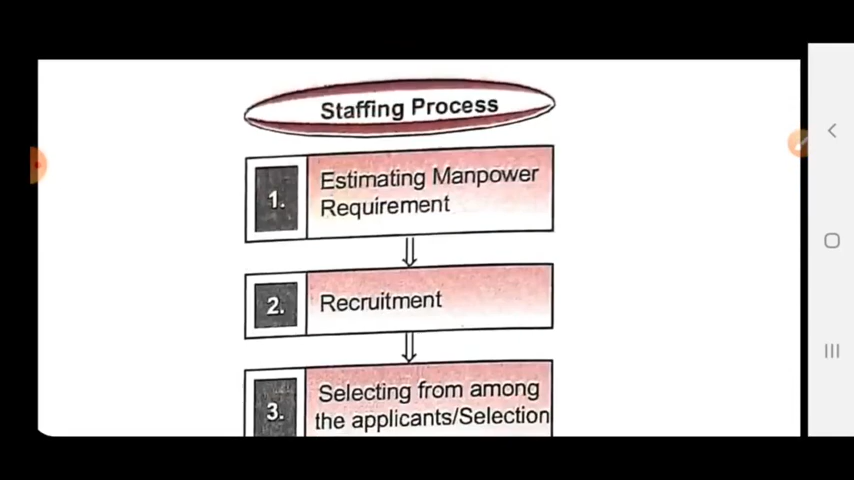 Staffing Process
1.
Estimating Manpower
Requirement
2.
Recruitment
3.
Selecting from among
the applicants/Selection